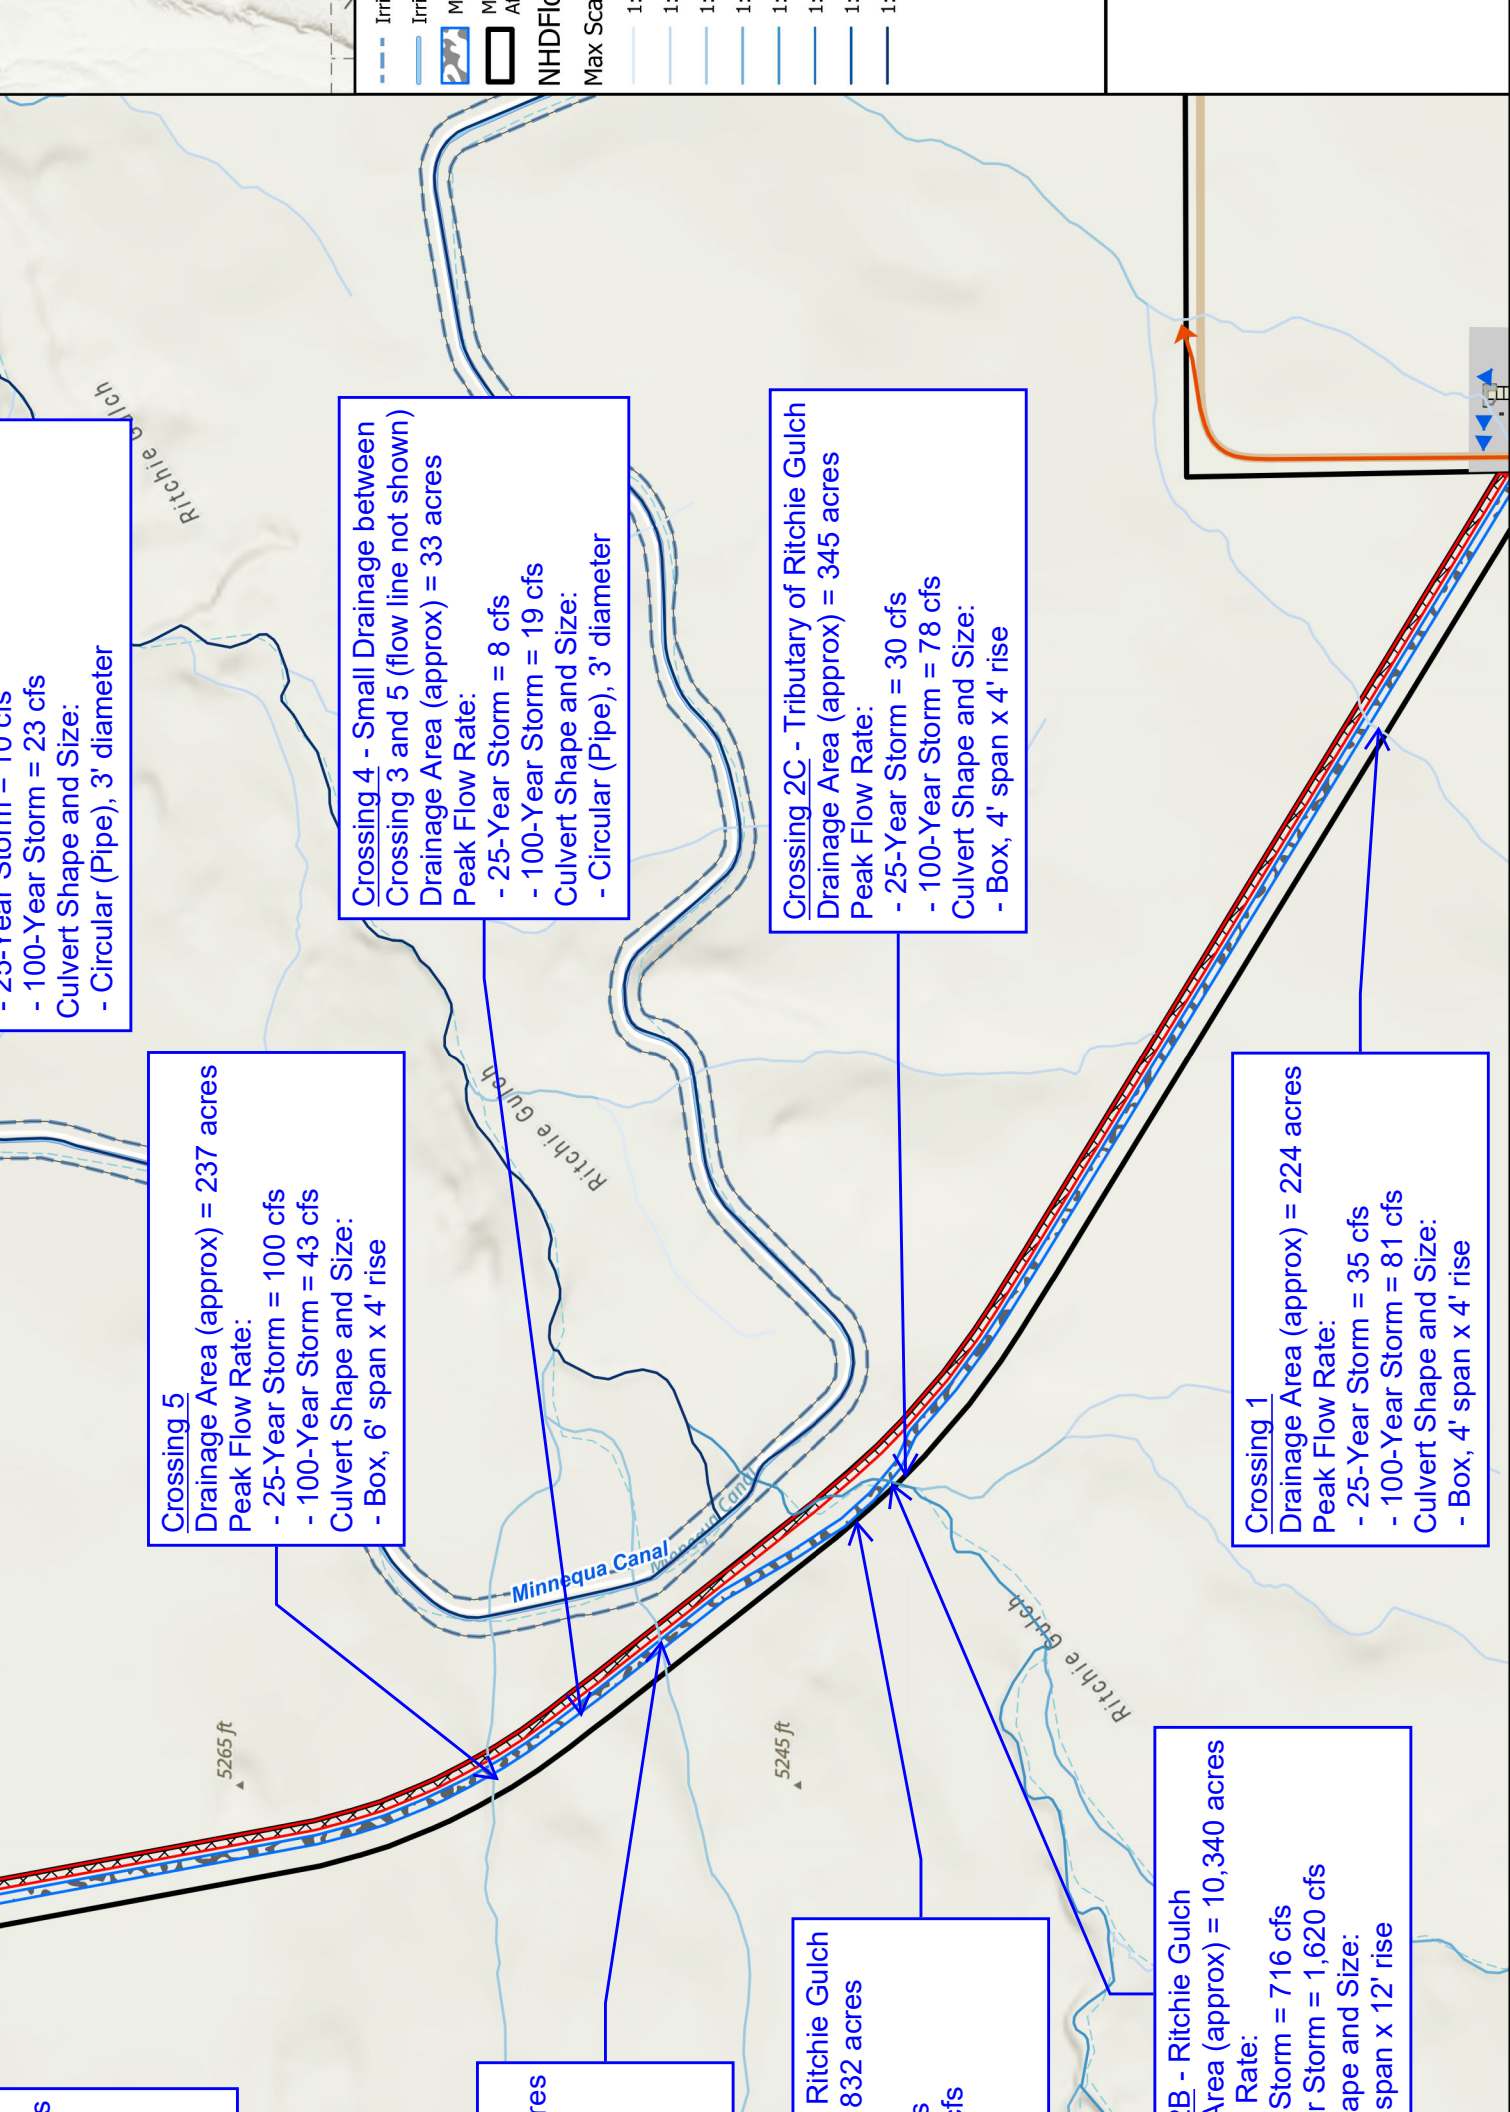 - 100-Year Storm = 23 cfs
Culvert Shape and Size:
- Circular (Pipe), 3' diameter
Crossing 5
Drainage Area (approx) = 237 acres
Peak Flow Rate:
- 25-Year Storm = 100 cfs
- 100-Year Storm = 43 cfs
Culvert Shape and Size:
- Box, 6' span x 4' rise
Crossing 4 - Small Drainage between
Crossing 3 and 5 (flow line not shown)
Drainage Area (approx) = 33 acres
Peak Flow Rate:
- 25-Year Storm = 8 cfs
- 100-Year Storm = 19 cfs
Culvert Shape and Size:
- Circular (Pipe), 3' diameter
Crossing 2C - Tributary of Ritchie Gulch
Drainage Area (approx) = 345 acres
Peak Flow Rate:
- 25-Year Storm = 30 cfs
- 100-Year Storm = 78 cfs
Culvert Shape and Size:
- Box, 4' span x 4' rise
Crossing 1
Drainage Area (approx) = 224 acres
Peak Flow Rate:
- 25-Year Storm = 35 cfs
- 100-Year Storm = 81 cfs
Culvert Shape and Size:
- Box, 4' span x 4' rise
2B - Ritchie Gulch
Area (approx) = 10,340 acres
Rate:
Storm = 716 cfs
Storm = 1,620 cfs
and Size:
span x 12' rise
Ritchie Gulch
832 acres
Ritchie Gulch
Ritchie Gulch
Ritchie Gulch
Minnequa Canal
Minnequa Canal
5265 ft
5245 ft
Max